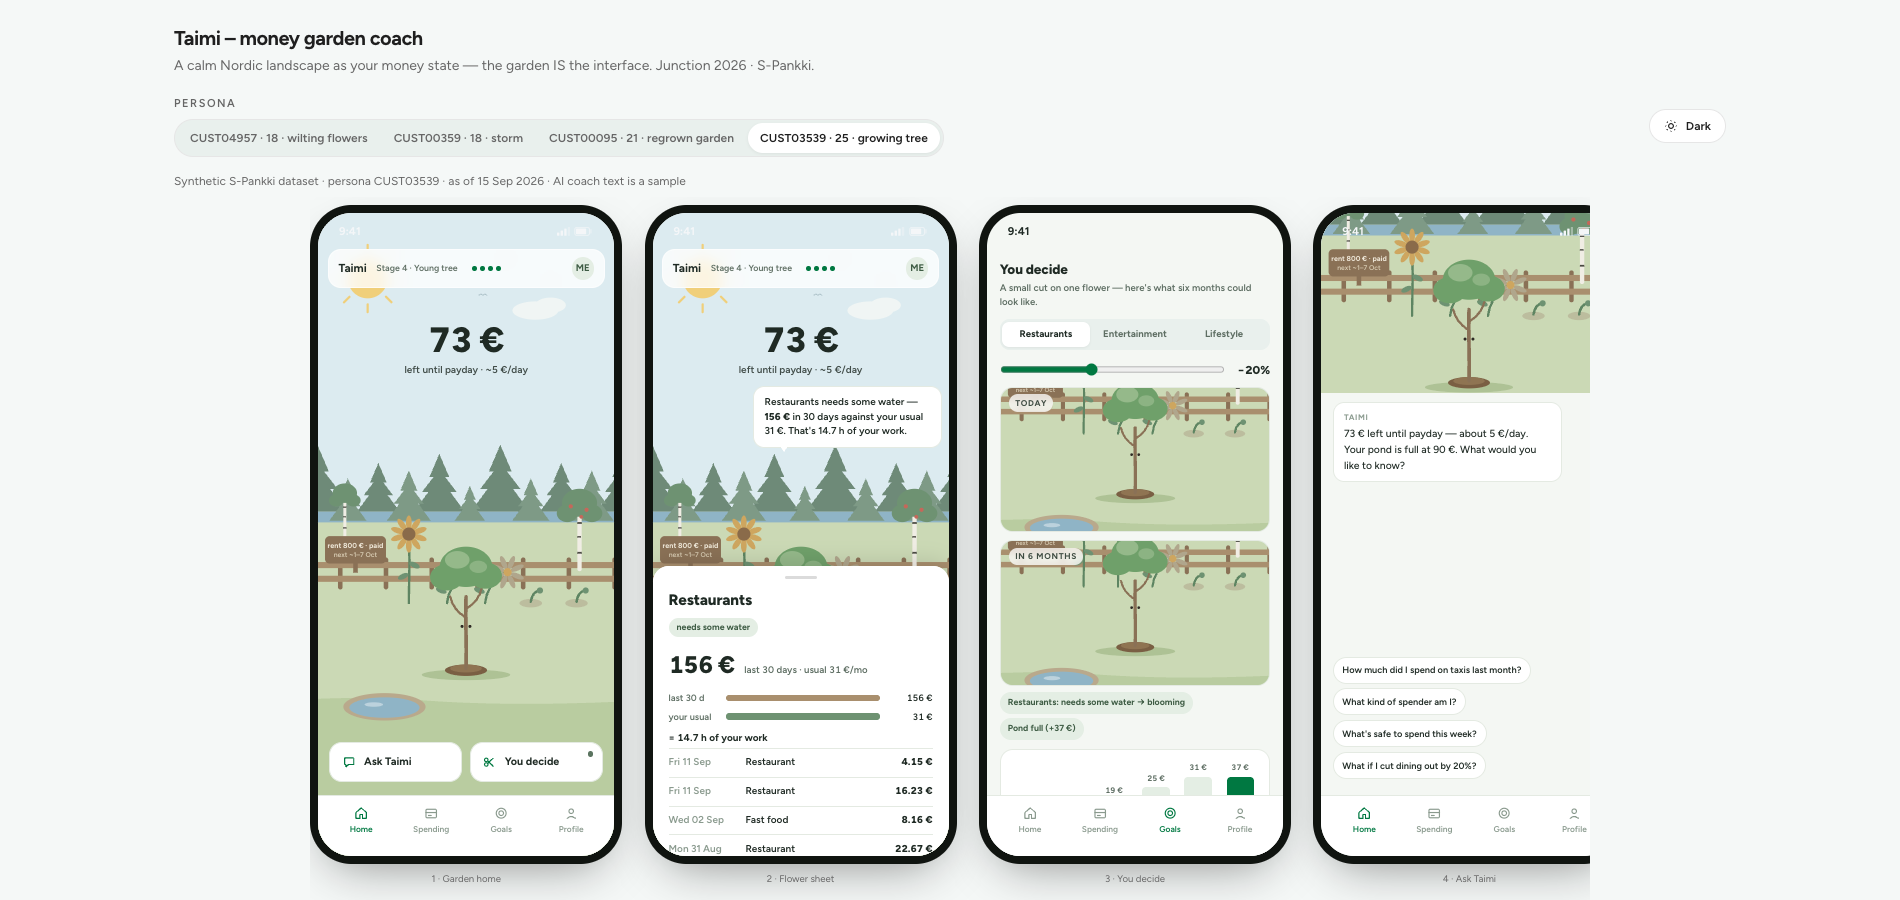 Taimi – money garden coach
A calm Nordic landscape as your money state — the garden IS the interface. Junction 2026 · S-Pankki.
PERSONA
CUST04957 · 18 · wilting flowers
CUST00359 · 18 · storm
CUST00095 · 21 · regrown garden
CUST03539 · 25 · growing tree
Dark
Synthetic S-Pankki dataset · persona CUST03539 · as of 15 Sep 2026 · AI coach text is a sample
9:41
Taimi
Stage 4 · Young tree
ME
73 €
left until payday · ~5 €/day
rent 800 € · paid
next ~1–7 Oct
Ask Taimi
You decide
Home
Spending
Goals
Profile
1 · Garden home
9:41
Taimi
Stage 4 · Young tree
ME
73 €
left until payday · ~5 €/day
Restaurants needs some water —
156 € in 30 days against your usual
31 €. That's 14.7 h of your work.
rent 800 € · paid
next ~1–7 Oct
Restaurants
needs some water
156 €
last 30 days · usual 31 €/mo
last 30 d
156 €
your usual
31 €
= 14.7 h of your work
Fri 11 Sep Restaurant 4.15 €
Fri 11 Sep Restaurant 16.23 €
Wed 02 Sep Fast food 8.16 €
Mon 31 Aug Restaurant 22.67 €
2 · Flower sheet
9:41
You decide
A small cut on one flower — here's what six months could
look like.
Restaurants
Entertainment
Lifestyle
-20%
next ~1–7 Oct
TODAY
next ~1–7 Oct
IN 6 MONTHS
Restaurants: needs some water → blooming
Pond full (+37 €)
19 €
25 €
31 €
37 €
Home
Spending
Goals
Profile
3 · You decide
9:41
rent 800 € · paid
next ~1–7 Oct
TAIMI
73 € left until payday — about 5 €/day.
Your pond is full at 90 €. What would you
like to know?
How much did I spend on taxis last month?
What kind of spender am I?
What's safe to spend this week?
What if I cut dining out by 20%?
Home
Spending
Goals
Profile
4 · Ask Taimi